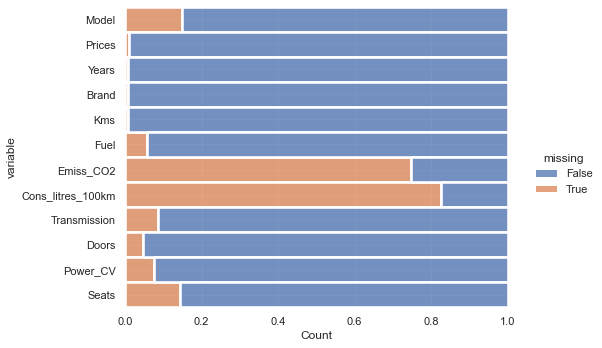 Model
Prices
Years
Brand
Kms
Fuel
Emiss_CO2
Cons_litres_100km
Transmission
Doors
Power_CV
Seats
variable
0.0 0.2 0.4 0.6 0.8 1.0
Count
missing
False
True